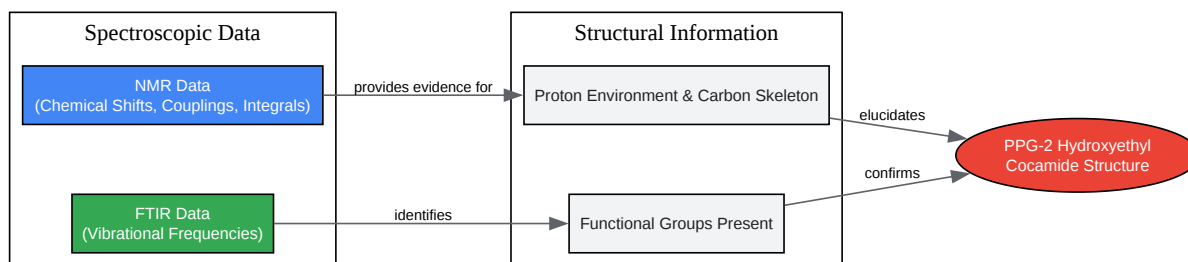 Spectroscopic Data
NMR Data
(Chemical Shifts, Couplings, Integrals)
FTIR Data
(Vibrational Frequencies)
provides evidence for
identifies
Structural Information
Proton Environment & Carbon Skeleton
Functional Groups Present
elucidates
confirms
PPG-2 Hydroxyethyl
Cocamide Structure